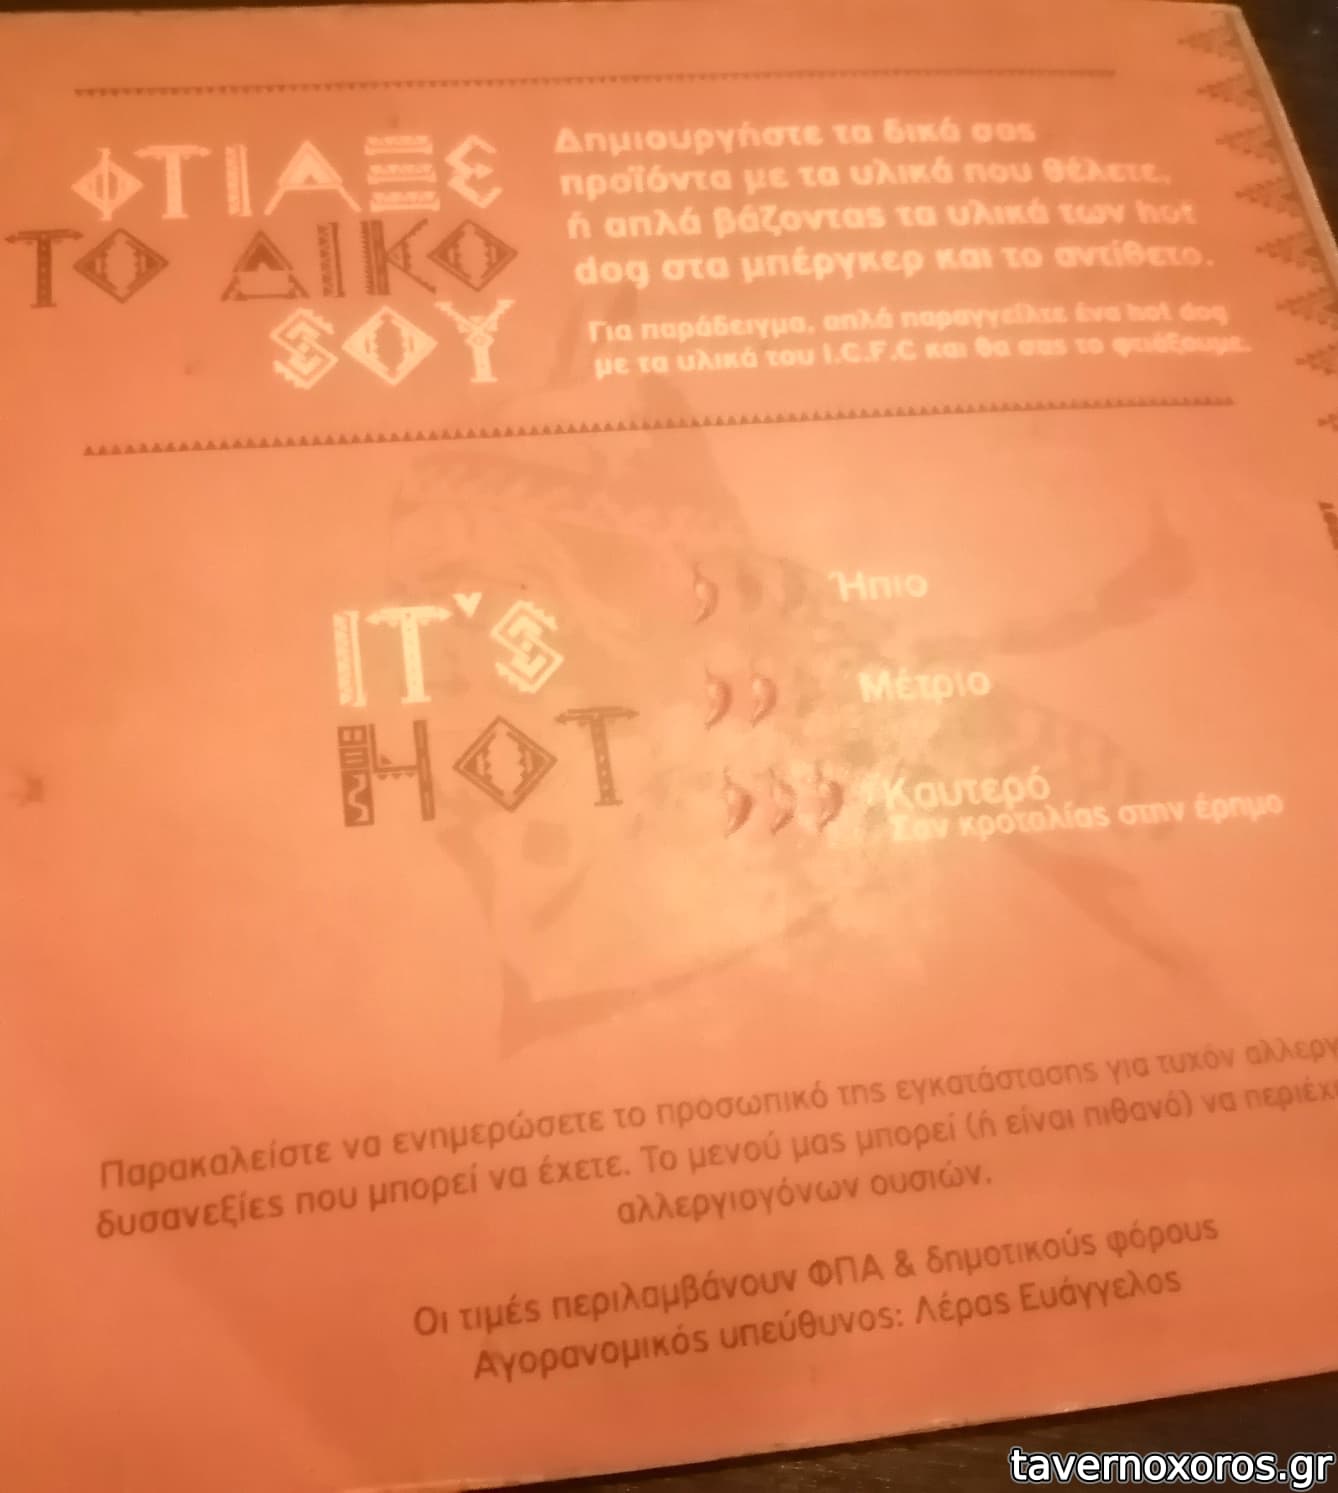 ΦΤΙΑΞΕ
ΤΟ ΔΙΚΟ
SΟΥ
Δημιουργήστε τα δικά σας
προϊόντα με τα υλικά που θέλετε,
ή απλά βάζοντας τα υλικά των hot
dog στα μπέργκερ και το αντίθετο.
Για παράδειγμα, απλά παραγγείλτε ένα hot dog
με τα υλικά του I.C.F.C και θα σας το φτιάξουμε.
IT'S
HOT
Ήπιο
Μέτριο
Καυτερό
Σαν κροταλίας στην έρημο
Παρακαλείστε να ενημερώσετε το προσωπικό της εγκατάστασης για τυχόν αλλεργ
δυσανεξίες που μπορεί να έχετε. Το μενού μας μπορεί (ή είναι πιθανό) να περιέχ
αλλεργιογόνων ουσιών.
Οι τιμές περιλαμβάνουν ΦΠΑ & δημοτικούς φόρους
Αγορανομικός υπεύθυνος: Λέρας Ευάγγελος
tavernoxoros.gr